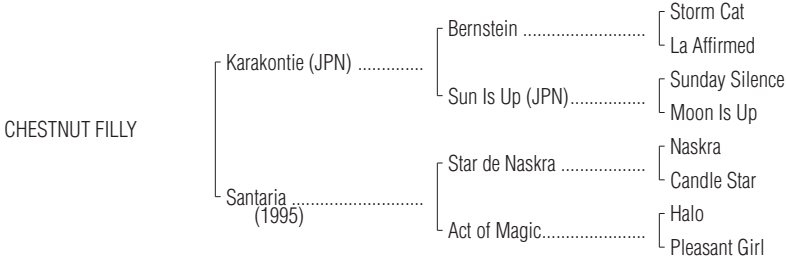 Storm Cat
Bernstein ..........................
La Affirmed
Karakontie (JPN) ..............
Sunday Silence
Sun Is Up (JPN)................
Moon Is Up
CHESTNUT FILLY
Naskra
Star de Naskra ..................
Candle Star
Santaria ............................
(1995)
Halo
Act of Magic......................
Pleasant Girl